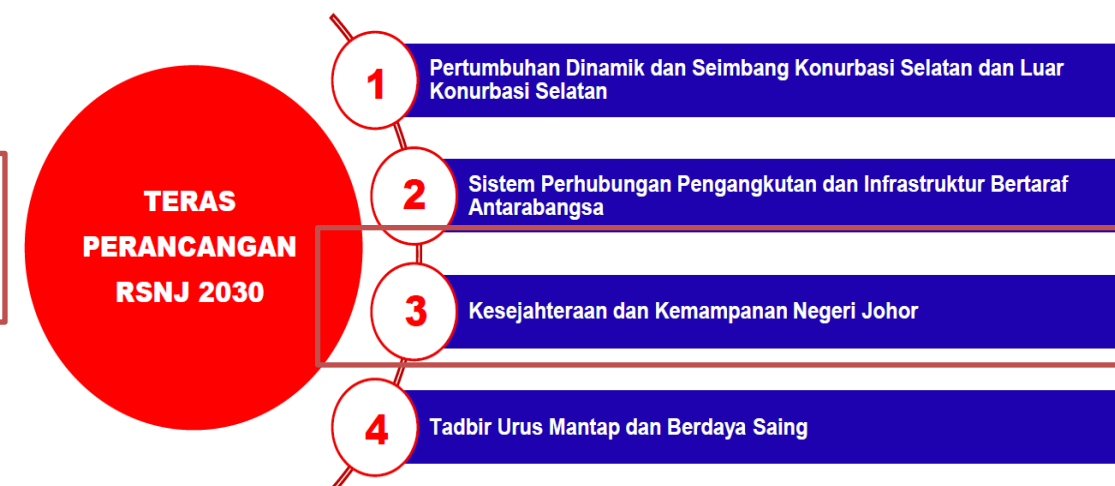 TERAS
PERANCANGAN
RSNJ 2030
1
Pertumbuhan Dinamik dan Seimbang Konurbasi Selatan dan Luar
Konurbasi Selatan
2
Sistem Perhubungan Pengangkutan dan Infrastruktur Bertaraf
Antarabangsa
3
Kesejahteraan dan Kemampanan Negeri Johor
4
Tadbir Urus Mantap dan Berdaya Saing